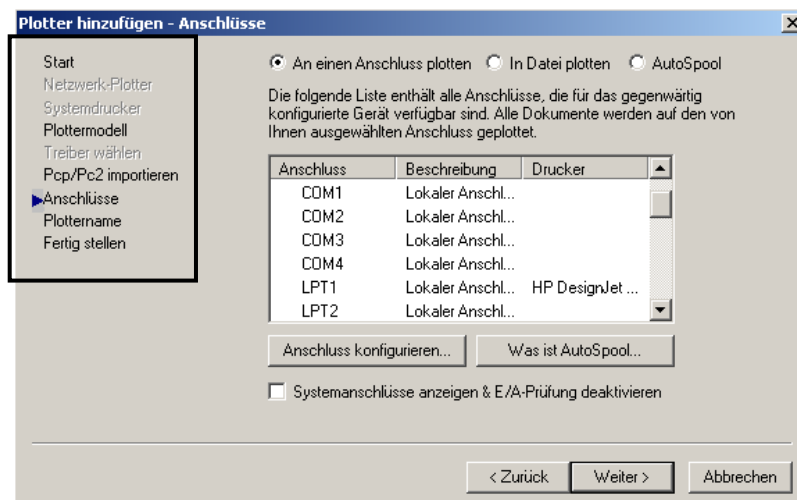 Plotter hinzufügen - Anschlüsse
Start
Netzwerk-Plotter
Systemdrucker
Plottermodell
Treiber wählen
Pcp/Pc2 importieren
Anschlüsse
Plottername
Fertig stellen
An einen Anschluss plotten In Datei plotten AutoSpool
Die folgende Liste enthält alle Anschlüsse, die für das gegenwärtig
konfigurierte Gerät verfügbar sind. Alle Dokumente werden auf den von
Ihnen ausgewählten Anschluss geplottet.
Anschluss Beschreibung Drucker
COM1 Lokaler Anschl...
COM2 Lokaler Anschl...
COM3 Lokaler Anschl...
COM4 Lokaler Anschl...
LPT1 Lokaler Anschl... HP DesignJet ...
LPT2 Lokaler Anschl...
Anschluss konfigurieren... Was ist AutoSpool...
Systemanschlüsse anzeigen & E/A-Prüfung deaktivieren
< Zurück Weiter > Abbrechen